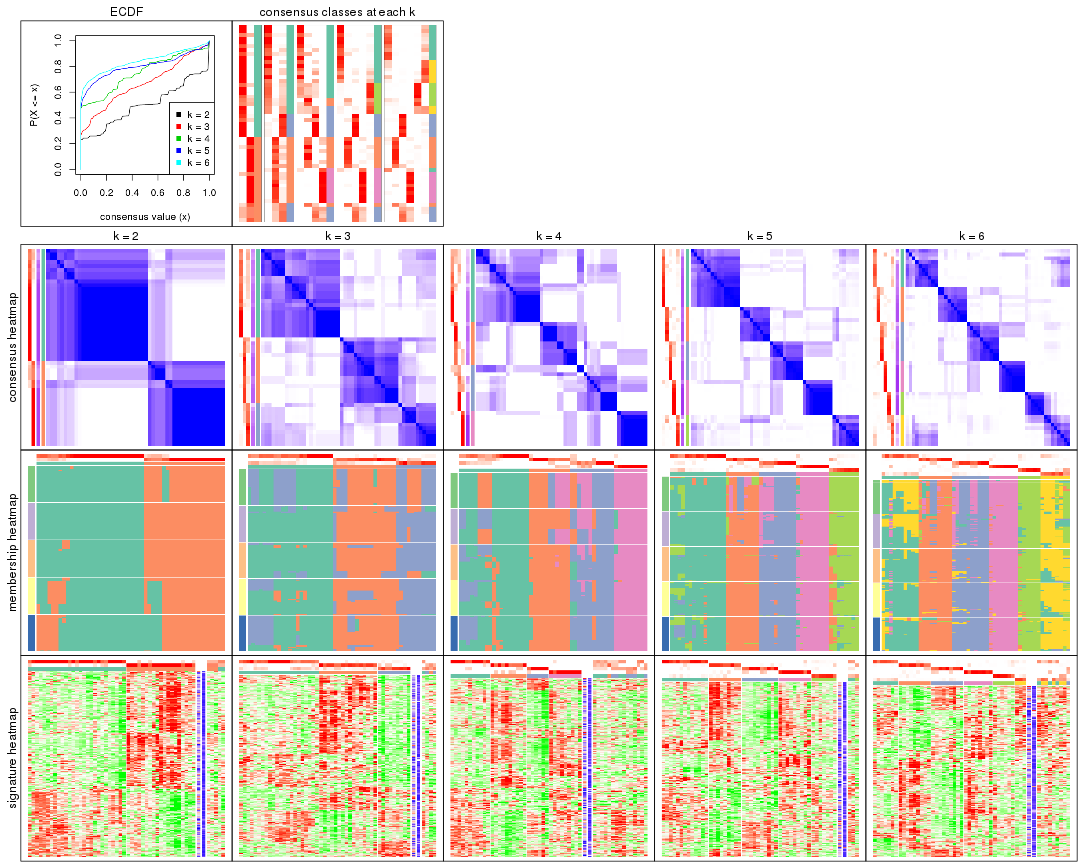 ECDF
consensus classes at each k
P(X <= x)
0.0
0.2
0.4
0.6
0.8
1.0
k = 2
k = 3
k = 4
k = 5
k = 6
0.0 0.2 0.4 0.6 0.8 1.0
consensus value (x)
k = 2 k = 3 k = 4 k = 5 k = 6
consensus heatmap
membership heatmap
signature heatmap